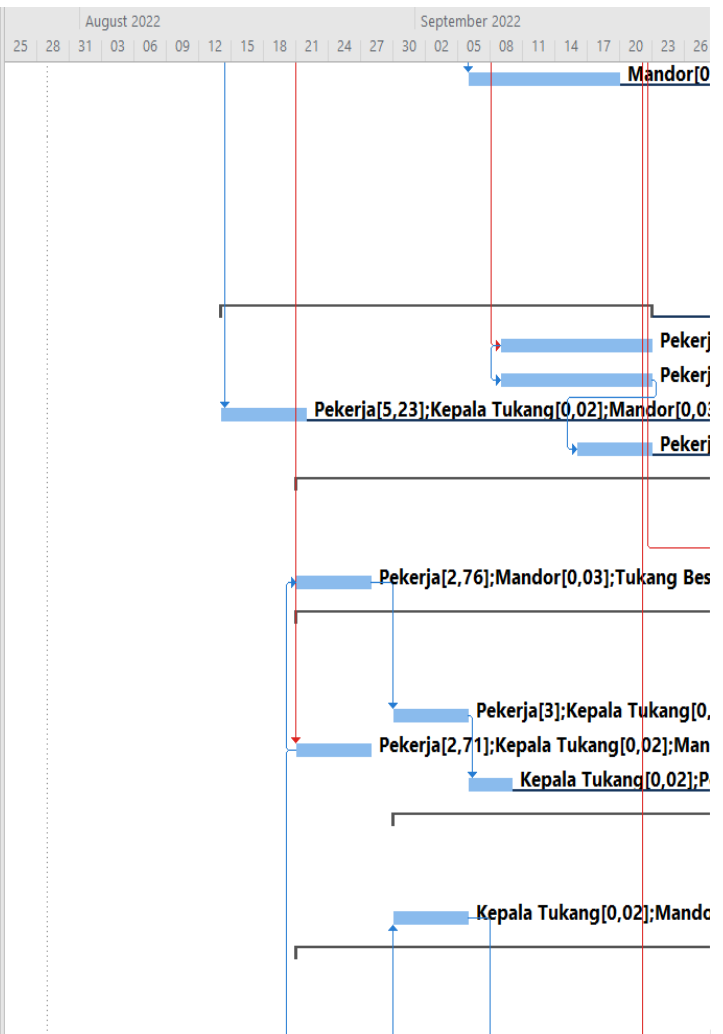 August 2022 September 2022
25 28 31 03 06 09 12 15 18 21 24 27 30 02 05 08 11 14 17 20 23 26
Mandor[0
Pekerj
Pekerj
Pekerja[5,23];Kepala Tukang[0,02];Mandor[0,03
Pekerj
Pekerja[2,76];Mandor[0,03];Tukang Bes
Pekerja[3];Kepala Tukang[0,
Pekerja[2,71];Kepala Tukang[0,02];Man
Kepala Tukang[0,02];P
Kepala Tukang[0,02];Mando